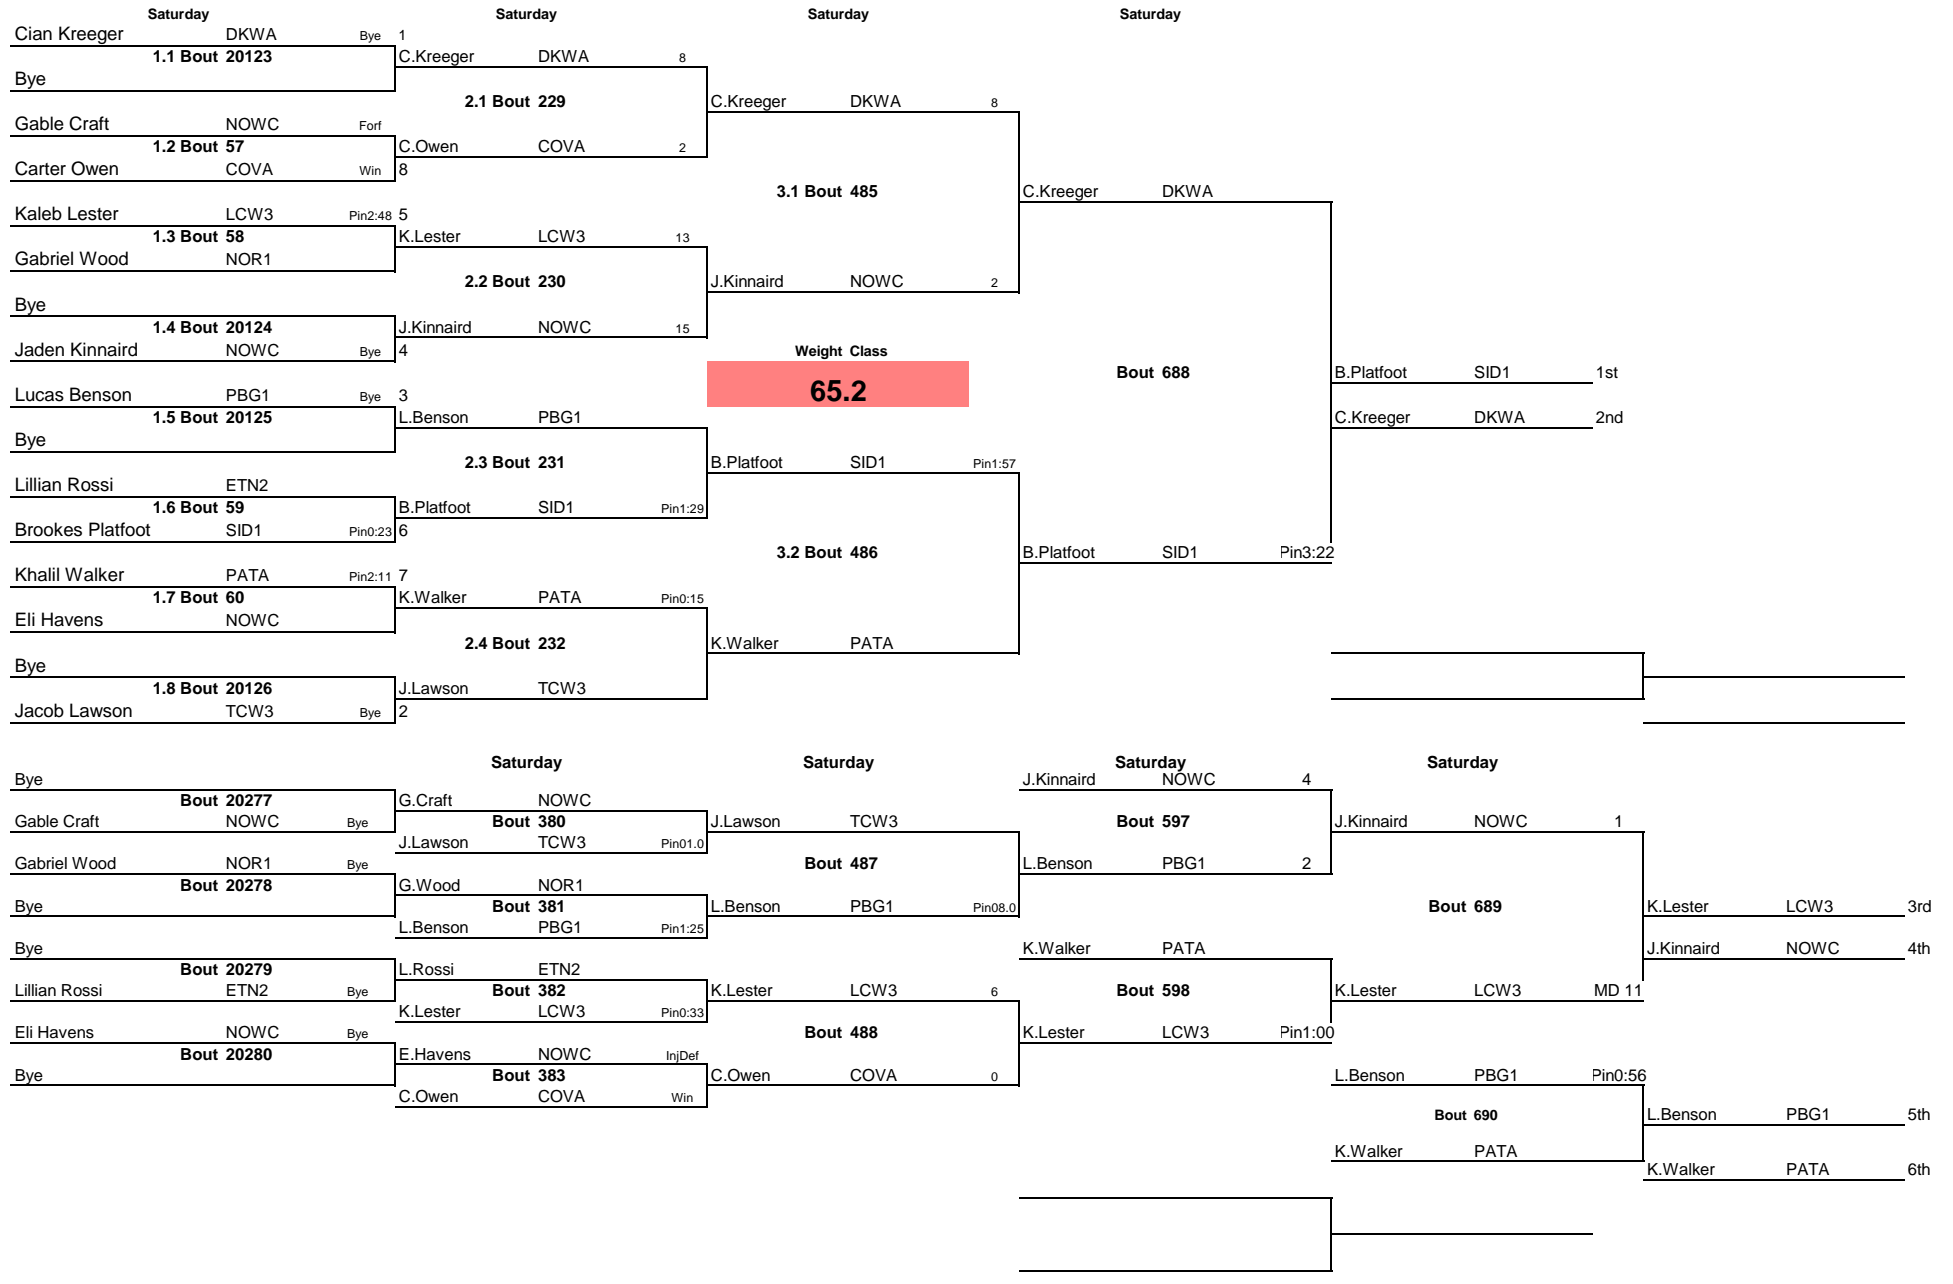 Saturday Saturday Saturday Saturday
Cian Kreeger DKWA Bye 1
1.1 Bout 20123 C.Kreeger DKWA 8
Bye
2.1 Bout 229 C.Kreeger DKWA 8
Gable Craft NOWC Forf
1.2 Bout 57 C.Owen COVA 2
Carter Owen COVA Win 8
3.1 Bout 485 C.Kreeger DKWA
Kaleb Lester LCW3 Pin2:48 5
1.3 Bout 58 K.Lester LCW3 13
Gabriel Wood NOR1
2.2 Bout 230 J.Kinnaird NOWC 2
Bye
1.4 Bout 20124 J.Kinnaird NOWC 15
Jaden Kinnaird NOWC Bye 4 Weight Class
Bout 688 B.Platfoot SID1 1st
Lucas Benson PBG1 Bye 3 65.2
1.5 Bout 20125 L.Benson PBG1 C.Kreeger DKWA 2nd
Bye
2.3 Bout 231 B.Platfoot SID1 Pin1:57
Lillian Rossi ETN2
1.6 Bout 59 B.Platfoot SID1 Pin1:29
Brookes Platfoot SID1 Pin0:23 6
3.2 Bout 486 B.Platfoot SID1 Pin3:22
Khalil Walker PATA Pin2:11 7
1.7 Bout 60 K.Walker PATA Pin0:15
Eli Havens NOWC
2.4 Bout 232 K.Walker PATA
Bye
1.8 Bout 20126 J.Lawson TCW3
Jacob Lawson TCW3 Bye 2
Saturday Saturday Saturday Saturday
Bye J.Kinnaird NOWC 4
Bout 20277 G.Craft NOWC
Gable Craft NOWC Bye Bout 380 J.Lawson TCW3 Bout 597 J.Kinnaird NOWC 1
J.Lawson TCW3 Pin01.0
Gabriel Wood NOR1 Bye Bout 487 L.Benson PBG1 2
Bout 20278 G.Wood NOR1
Bye Bout 381 L.Benson PBG1 Pin08.0 Bout 689 K.Lester LCW3 3rd
L.Benson PBG1 Pin1:25
Bye K.Walker PATA J.Kinnaird NOWC 4th
Bout 20279 L.Rossi ETN2
Lillian Rossi ETN2 Bye Bout 382 K.Lester LCW3 6 Bout 598 K.Lester LCW3 MD 11
K.Lester LCW3 Pin0:33
Eli Havens NOWC Bye Bout 488 K.Lester LCW3 Pin1:00
Bout 20280 E.Havens NOWC InjDef
Bye Bout 383 C.Owen COVA 0 L.Benson PBG1 Pin0:56
C.Owen COVA Win
Bout 690 L.Benson PBG1 5th
K.Walker PATA
K.Walker PATA 6th